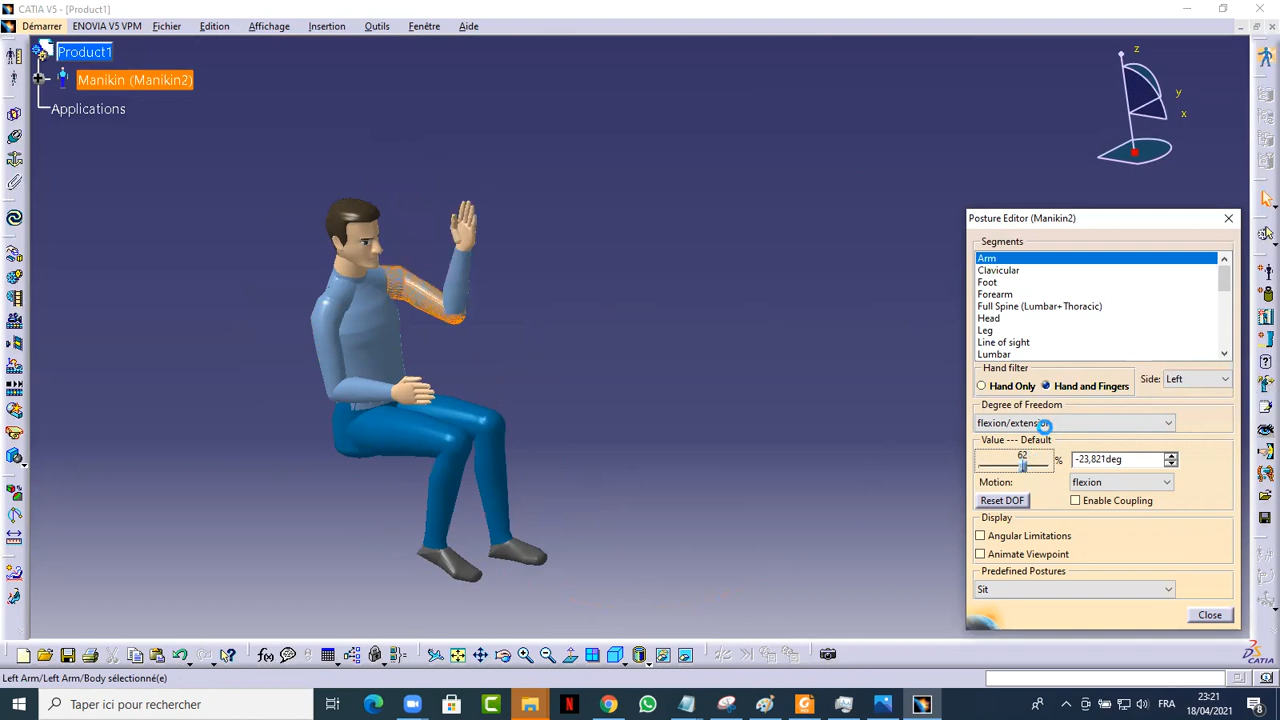 CATIA V5 - [Product1]
Démarrer ENOVIA V5 VPM Fichier Edition Affichage Insertion Outils Fenêtre Aide
Product1
Manikin (Manikin2)
Applications
z
y
x
Posture Editor (Manikin2)
Segments
Arm
Clavicular
Foot
Forearm
Full Spine (Lumbar+Thoracic)
Head
Leg
Line of sight
Lumbar
Hand filter
Hand Only Hand and Fingers Side: Left
Degree of Freedom
flexion/extension
Value --- Default
62
% -23,821deg
Motion: flexion
Reset DOF Enable Coupling
Display
Angular Limitations
Animate Viewpoint
Predefined Postures
Sit
Close
f(x)
CATIA
Left Arm/Left Arm/Body sélectionné(e)
Taper ici pour rechercher
FRA
23:21
18/04/2021
8